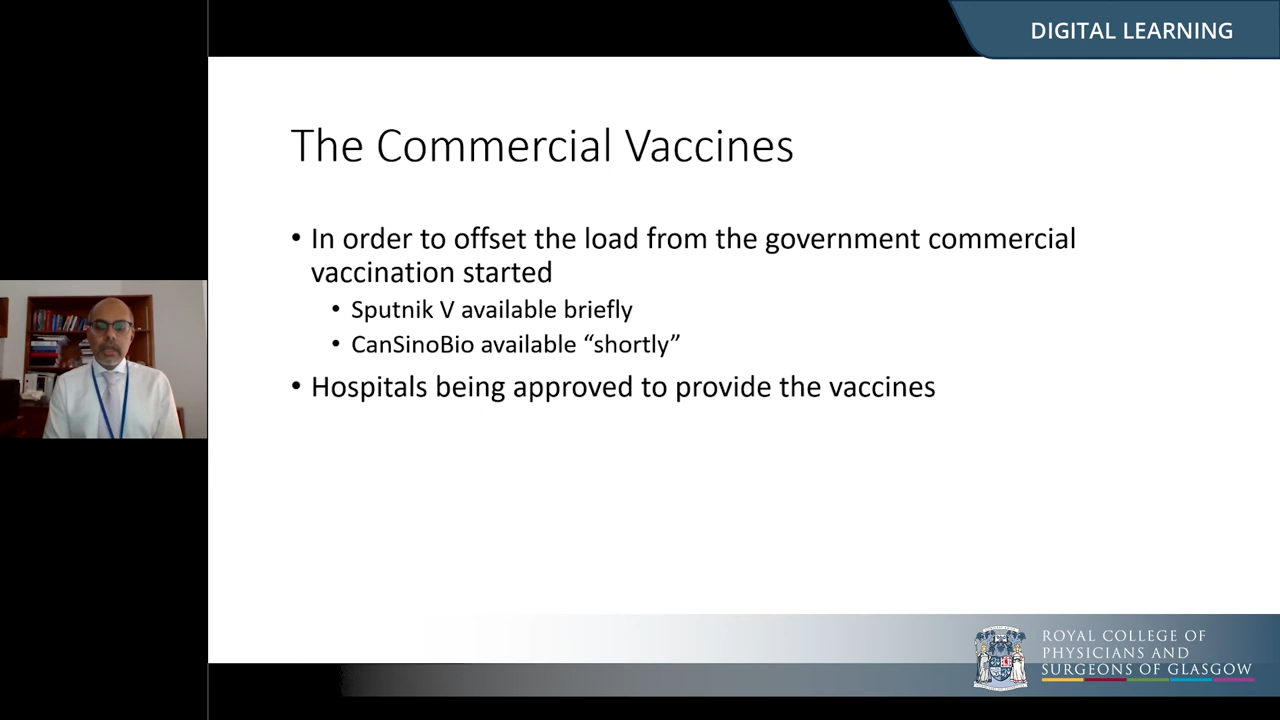 DIGITAL LEARNING
The Commercial Vaccines
• In order to offset the load from the government commercial
vaccination started
• Sputnik V available briefly
• CanSinoBio available “shortly”
• Hospitals being approved to provide the vaccines
ROYAL COLLEGE OF
PHYSICIANS AND
SURGEONS OF GLASGOW